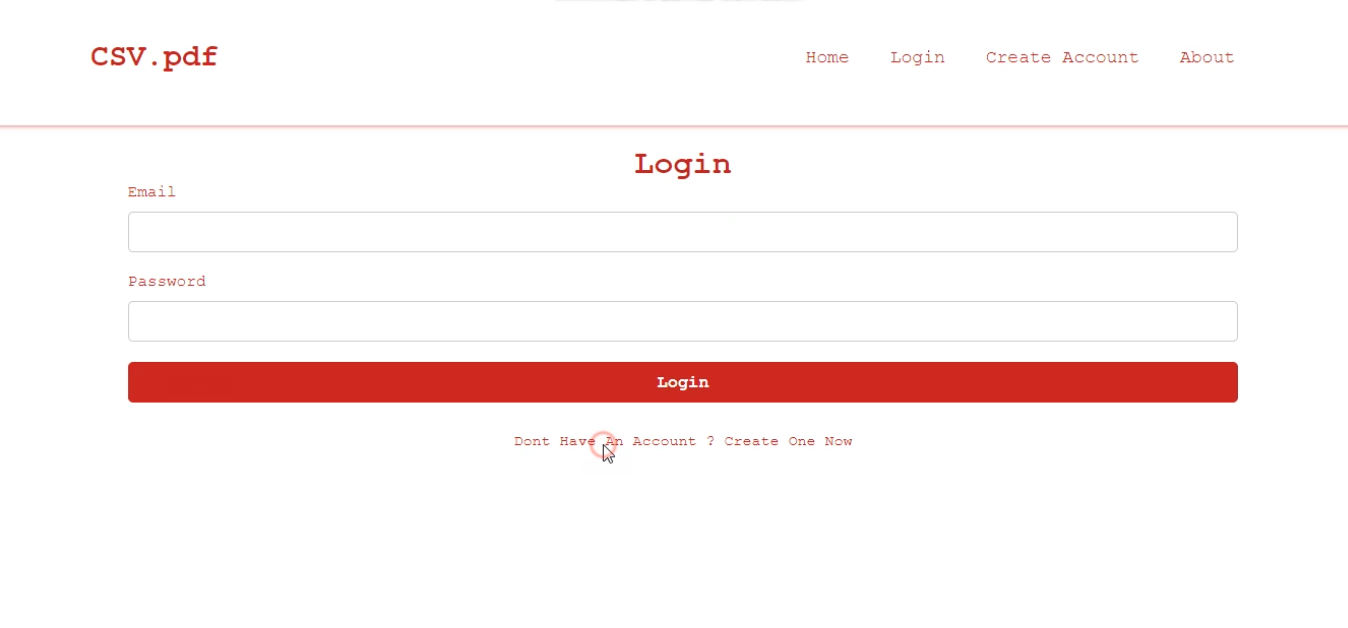 CSV.pdf
Home Login Create Account About
Login
Email
Password
Login
Dont Have An Account ? Create One Now